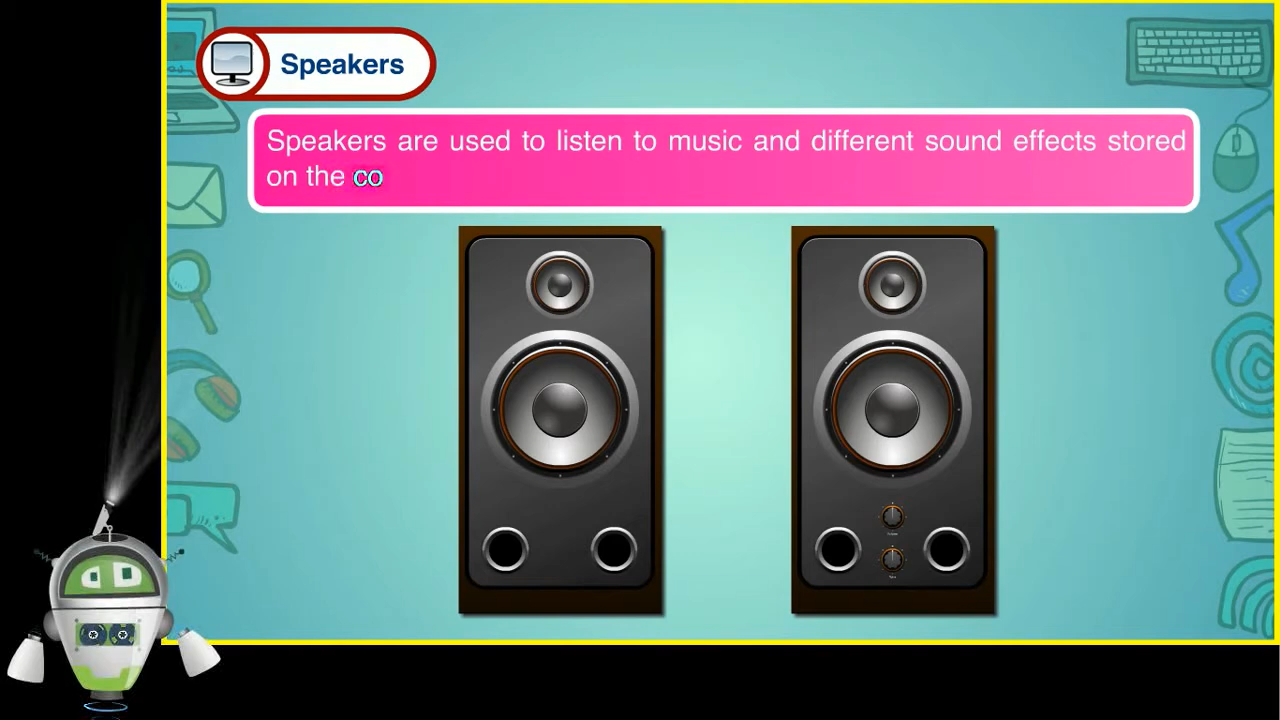 Speakers
Speakers are used to listen to music and different sound effects stored
on the co